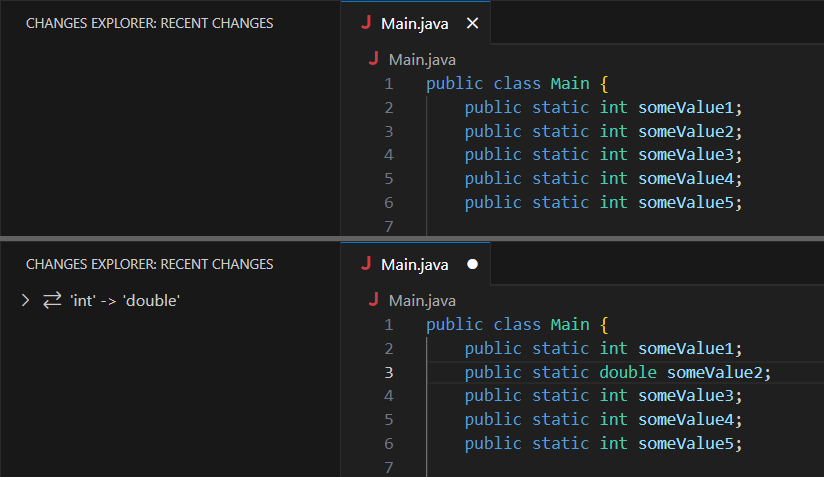 CHANGES EXPLORER: RECENT CHANGES
J Main.java ✕
J Main.java
1 public class Main {
2 public static int someValue1;
3 public static int someValue2;
4 public static int someValue3;
5 public static int someValue4;
6 public static int someValue5;
7
CHANGES EXPLORER: RECENT CHANGES
'int' -> 'double'
J Main.java ●
J Main.java
1 public class Main {
2 public static int someValue1;
3 public static double someValue2;
4 public static int someValue3;
5 public static int someValue4;
6 public static int someValue5;
7